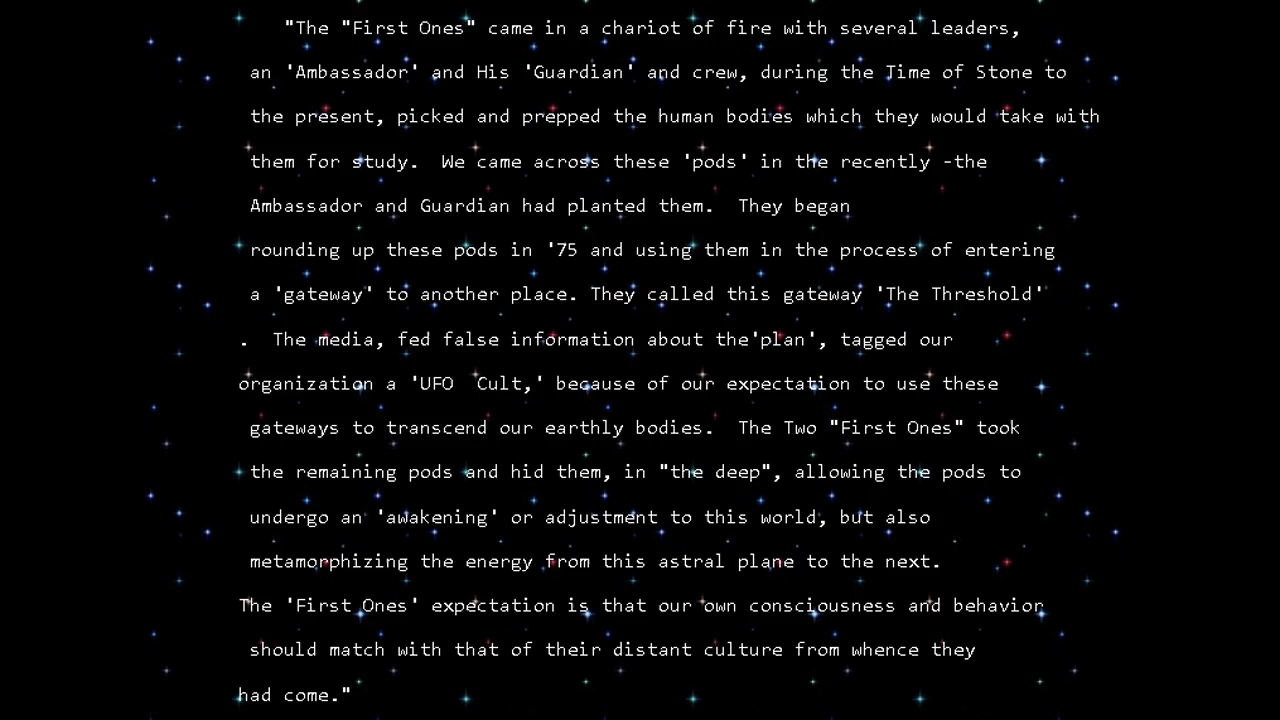 "The "First Ones" came in a chariot of fire with several leaders,
an 'Ambassador' and His 'Guardian' and crew, during the Time of Stone to
the present, picked and prepped the human bodies which they would take with
them for study.  We came across these 'pods' in the recently -the
Ambassador and Guardian had planted them.  They began
rounding up these pods in '75 and using them in the process of entering
a 'gateway' to another place. They called this gateway 'The Threshold'
.  The media, fed false information about the'plan', tagged our
organization a 'UFO  Cult,' because of our expectation to use these
gateways to transcend our earthly bodies.  The Two "First Ones" took
the remaining pods and hid them, in "the deep", allowing the pods to
undergo an 'awakening' or adjustment to this world, but also
metamorphizing the energy from this astral plane to the next.
The 'First Ones' expectation is that our own consciousness and behavior
should match with that of their distant culture from whence they
had come."